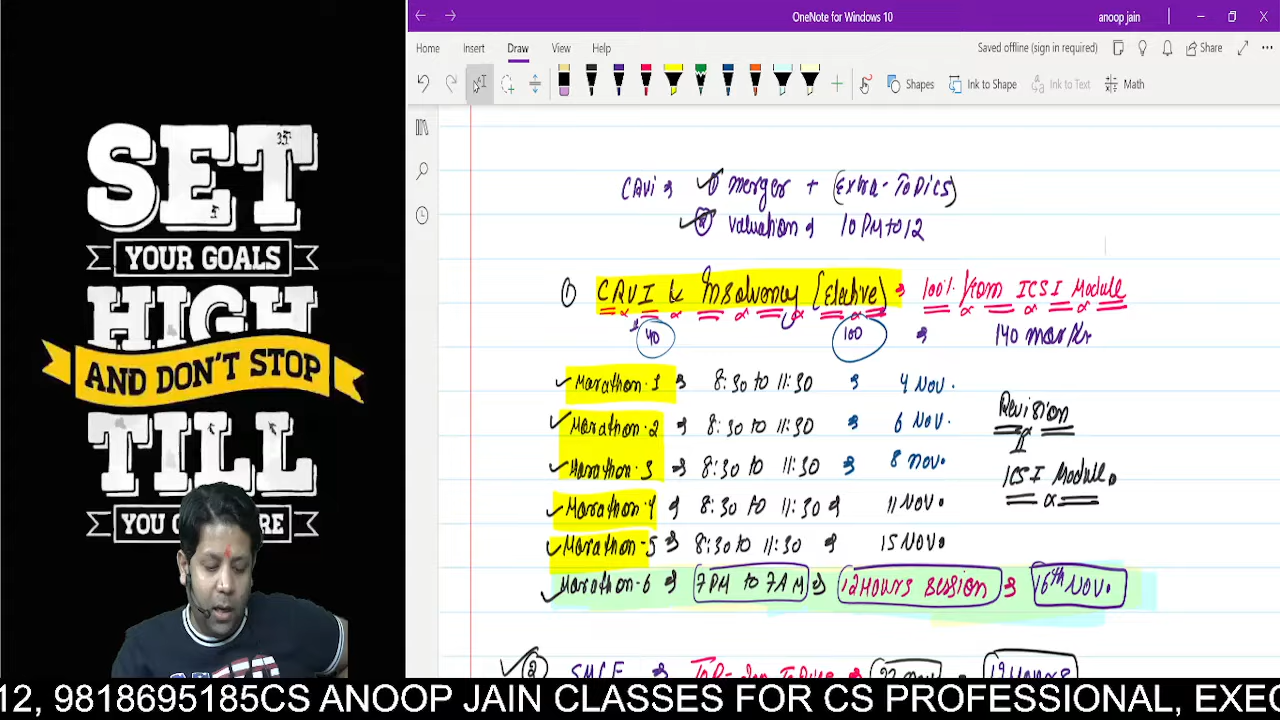 OneNote for Windows 10
anoop jain
Home Insert Draw View Help
Saved offline (sign in required)
Share
Shapes
Ink to Shape
Ink to Text
Math
SET
YOUR GOALS
HIGH
AND DON'T STOP
TILL
CAVI ⇒ ① merger + (Extra-Topics)
② valuation ⇒ 10 PM to 12
① CAVI & Insolvency (Elective) ⇒ 100% from ICSI Module
40 100 ⇒ 140 marks
Marathon-1 ⇒ 8:30 to 11:30 ⇒ 4 Nov.
Marathon-2 ⇒ 8:30 to 11:30 ⇒ 6 Nov.
Marathon-3 ⇒ 8:30 to 11:30 ⇒ 8 Nov.
Marathon-4 ⇒ 8:30 to 11:30 ⇒ 11 Nov.
Marathon-5 ⇒ 8:30 to 11:30 ⇒ 15 Nov.
Marathon-6 ⇒ 7PM to 7AM ⇒ 12 Hours Session ⇒ 16th Nov.
Revision
ICSI Module.
② 
12, 9818695185CS ANOOP JAIN CLASSES FOR CS PROFESSIONAL, EXEC